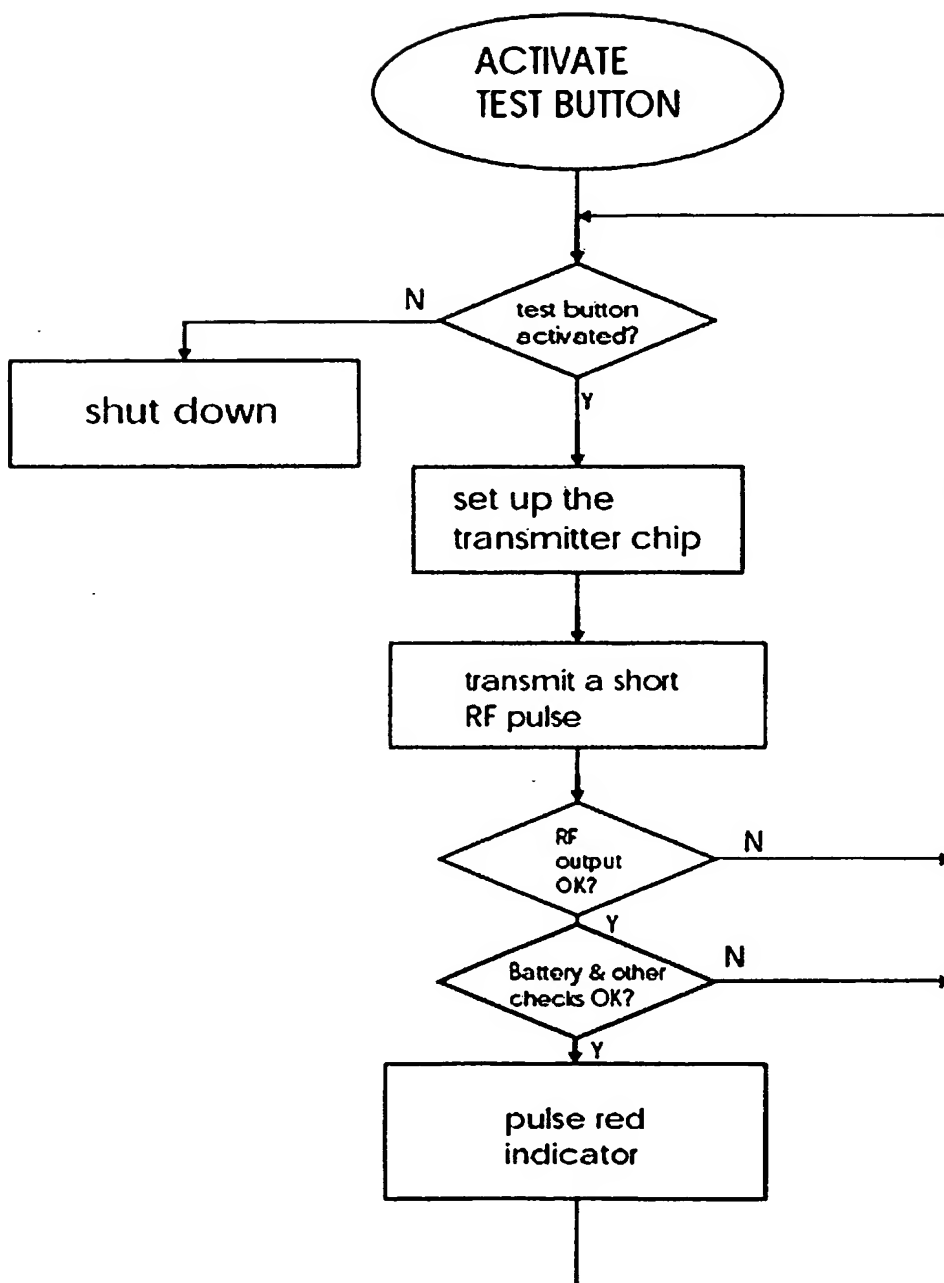 ACTIVATE
TEST BUTTON
test button
activated?
N
shut down
Y
set up the
transmitter chip
transmit a short
RF pulse
RF
output
OK?
N
Y
Battery & other
checks OK?
N
Y
pulse red
indicator